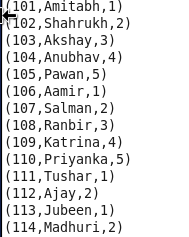 (101,Amitabh,1)
(102,Shahrukh,2)
(103,Akshay,3)
(104,Anubhav,4)
(105,Pawan,5)
(106,Aamir,1)
(107,Salman,2)
(108,Ranbir,3)
(109,Katrina,4)
(110,Priyanka,5)
(111,Tushar,1)
(112,Ajay,2)
(113,Jubeen,1)
(114,Madhuri,2)